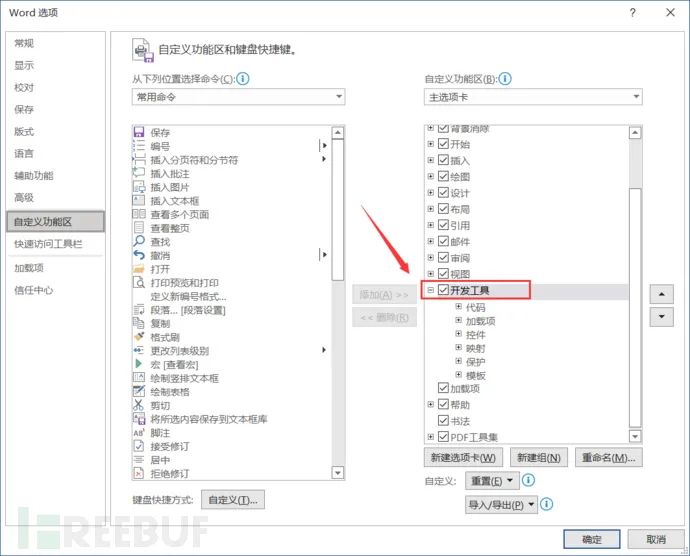 Word 选项
?
常规
显示
校对
保存
版式
语言
辅助功能
高级
自定义功能区
快速访问工具栏
加载项
信任中心
自定义功能区和键盘快捷键。
从下列位置选择命令(C):
常用命令
保存
编号
插入分页符和分节符
插入批注
插入图片
插入文本框
查看多个页面
查看整页
查找
撤消
打开
打印预览和打印
定义新编号格式...
段落... [段落设置]
复制
格式刷
更改列表级别
宏 [查看宏]
绘制竖排文本框
绘制表格
剪切
将所选内容保存到文本框库
脚注
接受修订
居中
拒绝修订
键盘快捷方式: 自定义(T)...
添加(A) >>
<< 删除(R)
自定义功能区(B):
主选项卡
背景消除
开始
插入
绘图
设计
布局
引用
邮件
审阅
视图
开发工具
代码
加载项
控件
映射
保护
模板
加载项
帮助
书法
PDF工具集
新建选项卡(W) 新建组(N) 重命名(M)...
自定义: 重置(E)
导入/导出(P)
确定 取消
FREEBUF